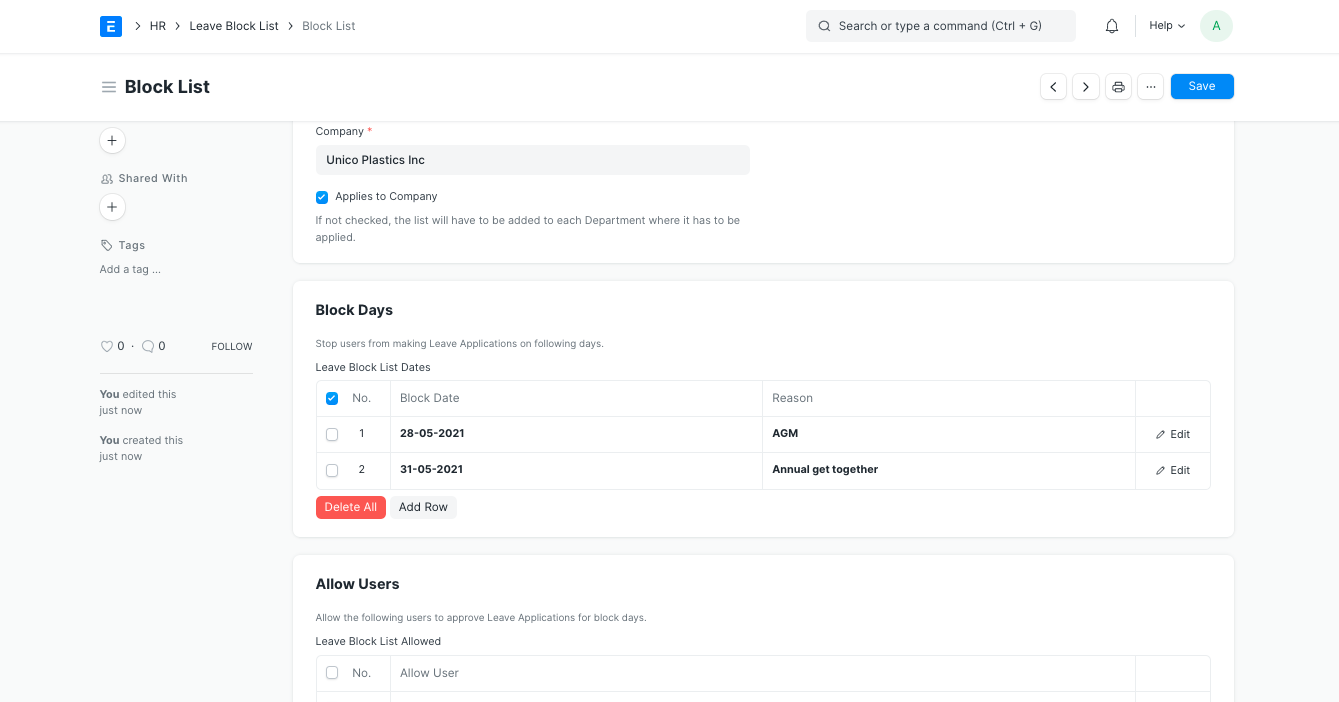 HR > Leave Block List > Block List
Search or type a command (Ctrl + G)
Help
A
Block List
Save
Company *
Unico Plastics Inc
Applies to Company
If not checked, the list will have to be added to each Department where it has to be
applied.
Shared With
Tags
Add a tag ...
0 · 0 FOLLOW
You edited this
just now
You created this
just now
Block Days
Stop users from making Leave Applications on following days.
Leave Block List Dates
No. Block Date Reason
1 28-05-2021 AGM Edit
2 31-05-2021 Annual get together Edit
Delete All Add Row
Allow Users
Allow the following users to approve Leave Applications for block days.
Leave Block List Allowed
No. Allow User